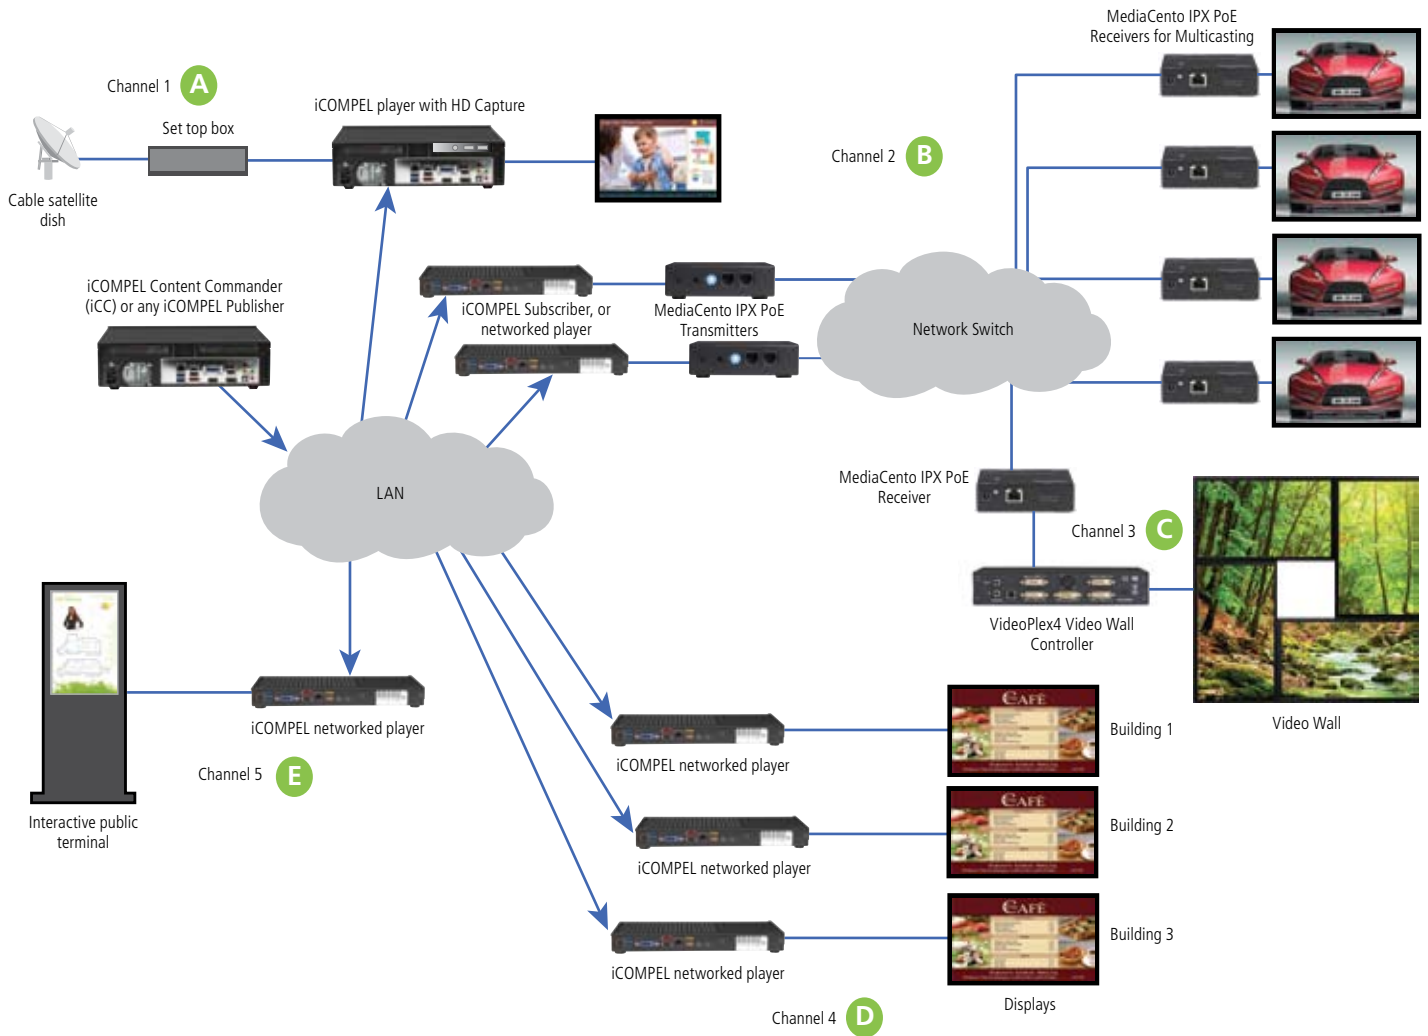 MediaCento IPX PoE
Receivers for Multicasting
Channel 1 A
iCOMPEL player with HD Capture
Set top box
Channel 2 B
Cable satellite
dish
iCOMPEL Content Commander
(iCC) or any iCOMPEL Publisher
iCOMPEL Subscriber, or
networked player
MediaCento IPX PoE
Transmitters
Network Switch
MediaCento IPX PoE
Receiver
LAN
Channel 3 C
VideoPlex4 Video Wall
Controller
Video Wall
iCOMPEL networked player
Channel 5 E
Interactive public
terminal
CAFÉ
Building 1
iCOMPEL networked player
CAFÉ
Building 2
iCOMPEL networked player
CAFÉ
Building 3
iCOMPEL networked player
Displays
Channel 4 D